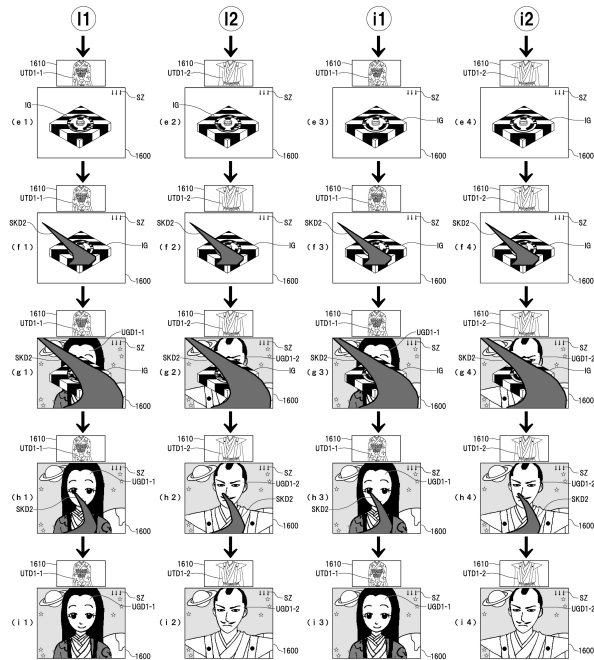 I1 I2 i1 i2
1610 1610 1610 1610
UTD1-1 UTD1-2 UTD1-1 UTD1-2
↓↓↓ SZ ↓↓↓ SZ ↓↓↓ SZ ↓↓↓ SZ
IG IG
(e1) (e2) (e3) IG (e4) IG
1600 1600 1600 1600
1610 1610 1610 1610
UTD1-1 UTD1-2 UTD1-1 UTD1-2
SKD2 ↓↓↓ SZ SKD2 ↓↓↓ SZ SKD2 ↓↓↓ SZ SKD2 ↓↓↓ SZ
(f1) IG (f2) IG (f3) IG (f4) IG
1600 1600 1600 1600
1610 1610 1610 1610
UTD1-1 UTD1-2 UTD1-1 UTD1-2
UGD1-1 UGD1-1
↓↓↓ SZ ↓↓↓ SZ ↓↓↓ SZ ↓↓↓ SZ
SKD2 SKD2 UGD1-2 SKD2 SKD2 UGD1-2
(g1) IG (g2) IG (g3) IG (g4) IG
1600 1600 1600 1600
1610 1610 1610 1610
UTD1-1 UTD1-2 UTD1-1 UTD1-2
↓↓↓ SZ ↓↓↓ SZ ↓↓↓ SZ ↓↓↓ SZ
UGD1-1 UGD1-2 UGD1-1 UGD1-2
(h1) (h2) SKD2 (h3) (h4) SKD2
SKD2 SKD2
1600 1600 1600 1600
1610 1610 1610 1610
UTD1-1 UTD1-2 UTD1-1 UTD1-2
↓↓↓ SZ ↓↓↓ SZ ↓↓↓ SZ ↓↓↓ SZ
UGD1-1 UGD1-2 UGD1-1 UGD1-2
(i1) (i2) (i3) (i4)
1600 1600 1600 1600